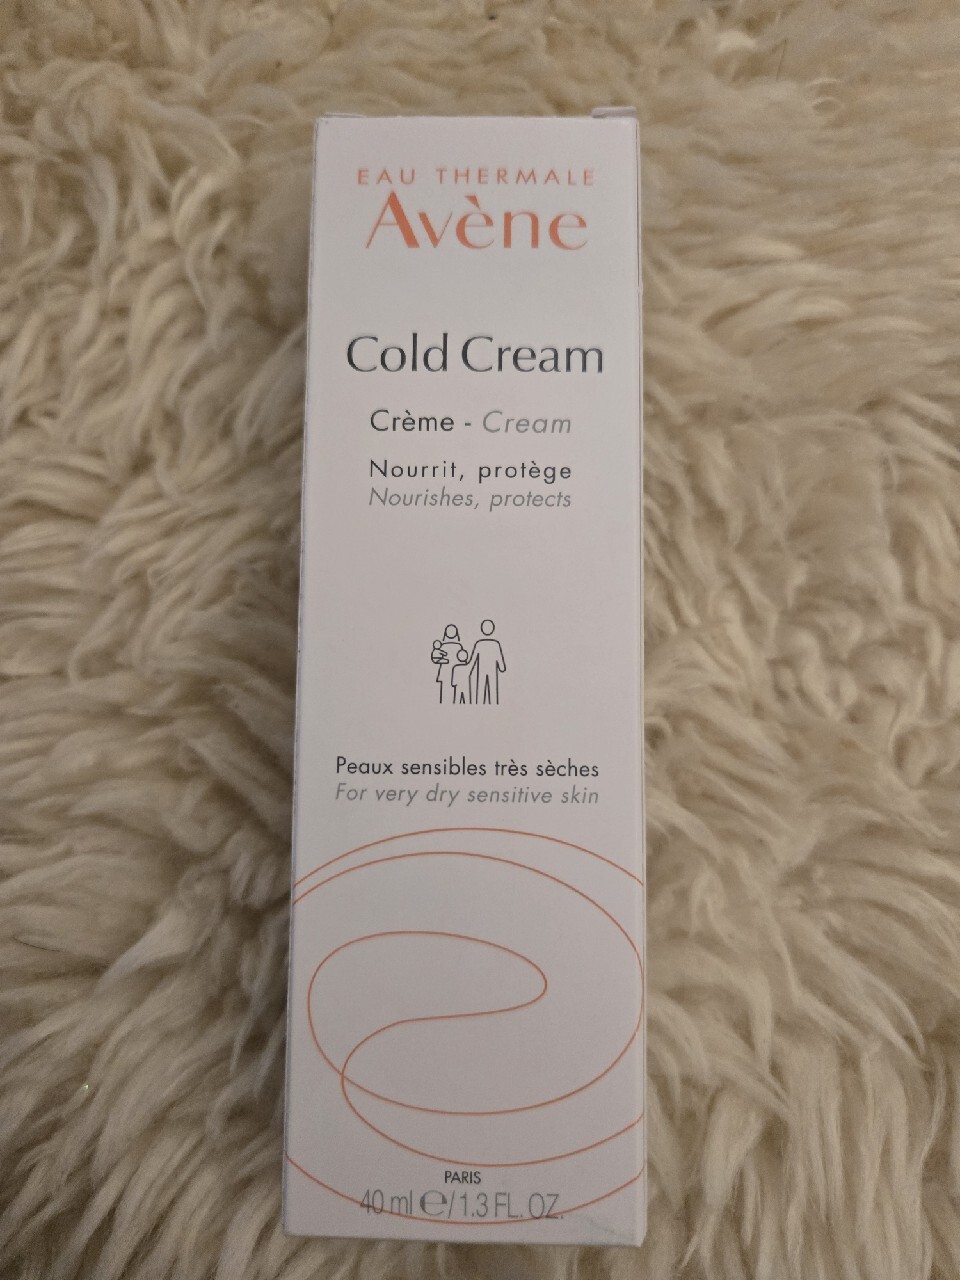 EAU THERMALE
Avène
Cold Cream
Crème - Cream
Nourrit, protège
Nourishes, protects
Peaux sensibles très sèches
For very dry sensitive skin
PARIS
40 ml ℮/1.3 FL. OZ.